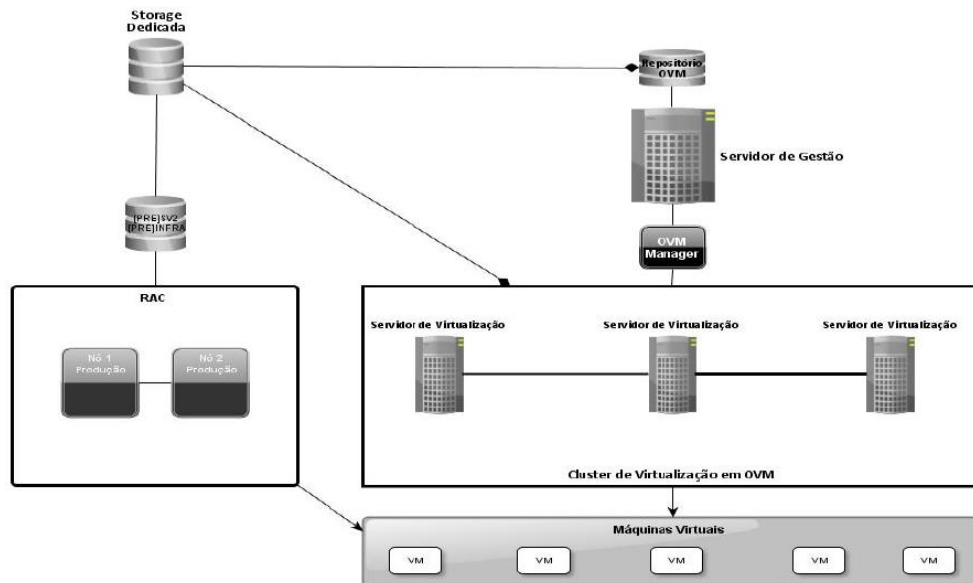 Storage
Dedicada
Repositório
OVM
Servidor de Gestão
(PRE)SV2
(PRE)INFRA
OVM
Manager
RAC
Nó 1
Produção
Nó 2
Produção
Servidor de Virtualização
Servidor de Virtualização
Servidor de Virtualização
Cluster de Virtualização em OVM
Máquinas Virtuais
VM
VM
VM
VM
VM